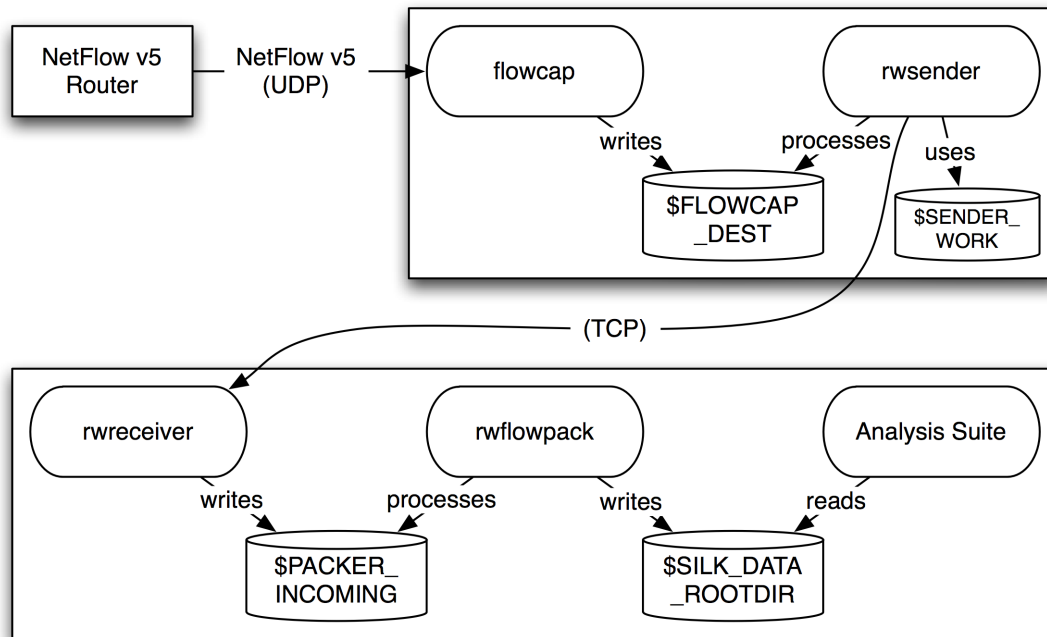 NetFlow v5
Router
NetFlow v5
(UDP)
flowcap
rwsender
writes
processes
uses
$FLOWCAP
_DEST
$SENDER_
WORK
(TCP)
rwreceiver
rwflowpack
Analysis Suite
writes
processes
writes
reads
$PACKER_
INCOMING
$SILK_DATA
_ROOTDIR